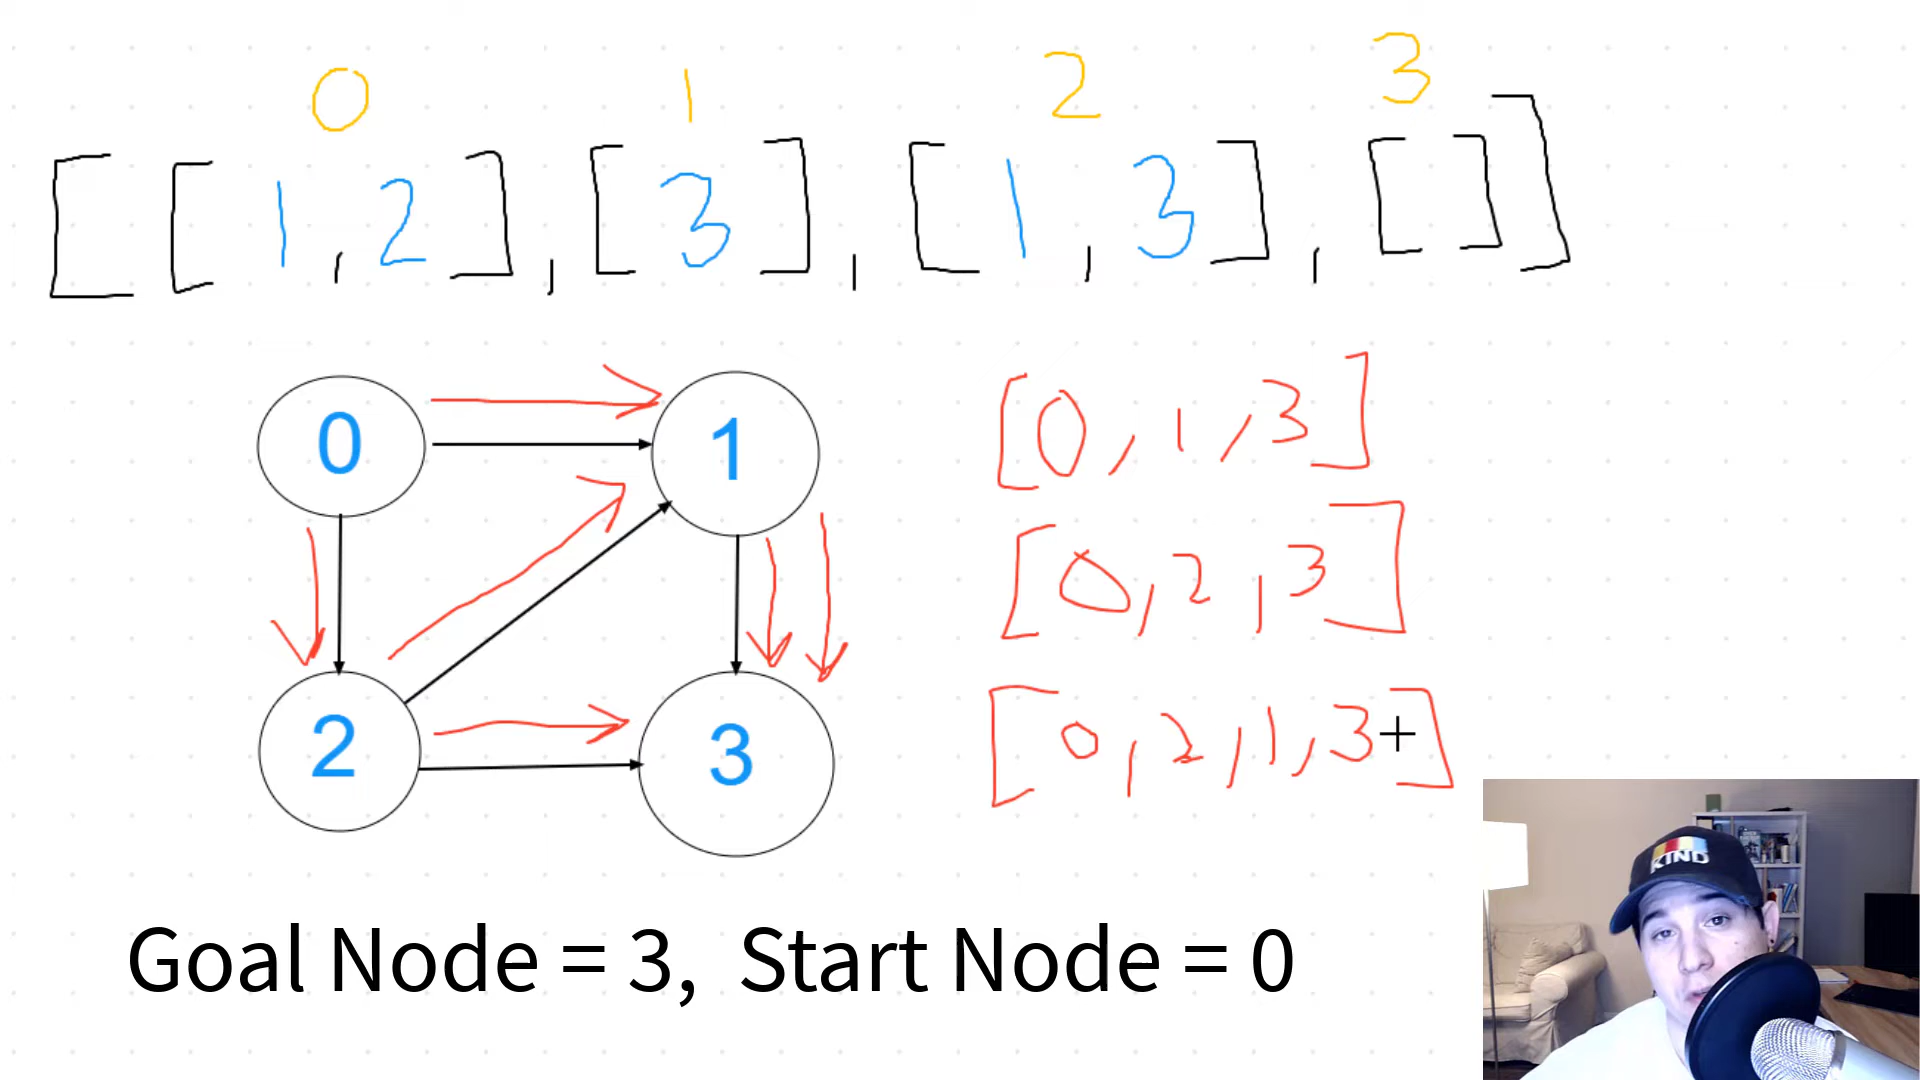 0 1 2 3
[[1,2],[3],[1,3],[]]
0 1
2 3
[0,1,3]
[0,2,3]
[0,2,1,3]
Goal Node = 3, Start Node = 0
KIND